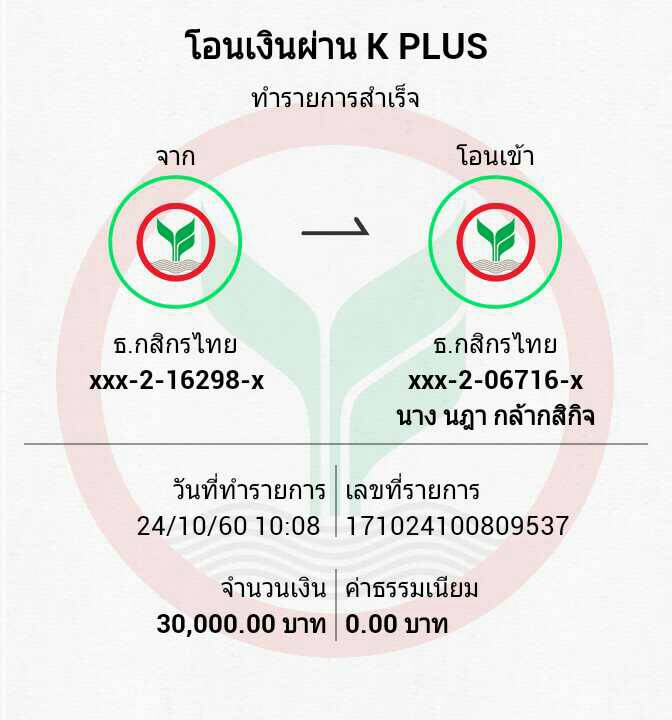 โอนเงินผ่าน K PLUS
ทำรายการสำเร็จ
จาก
โอนเข้า
ธ.กสิกรไทย
xxx-2-16298-x
ธ.กสิกรไทย
xxx-2-06716-x
นาง นฎา กล้ากสิกิจ
วันที่ทำรายการ
24/10/60 10:08
เลขที่รายการ
171024100809537
จำนวนเงิน
30,000.00 บาท
ค่าธรรมเนียม
0.00 บาท